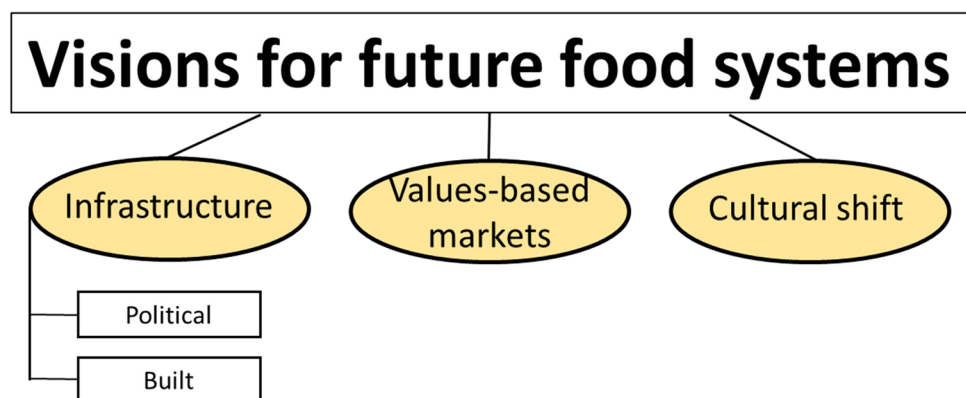 Visions for future food systems
Infrastructure
Values-based
markets
Cultural shift
Political
Built